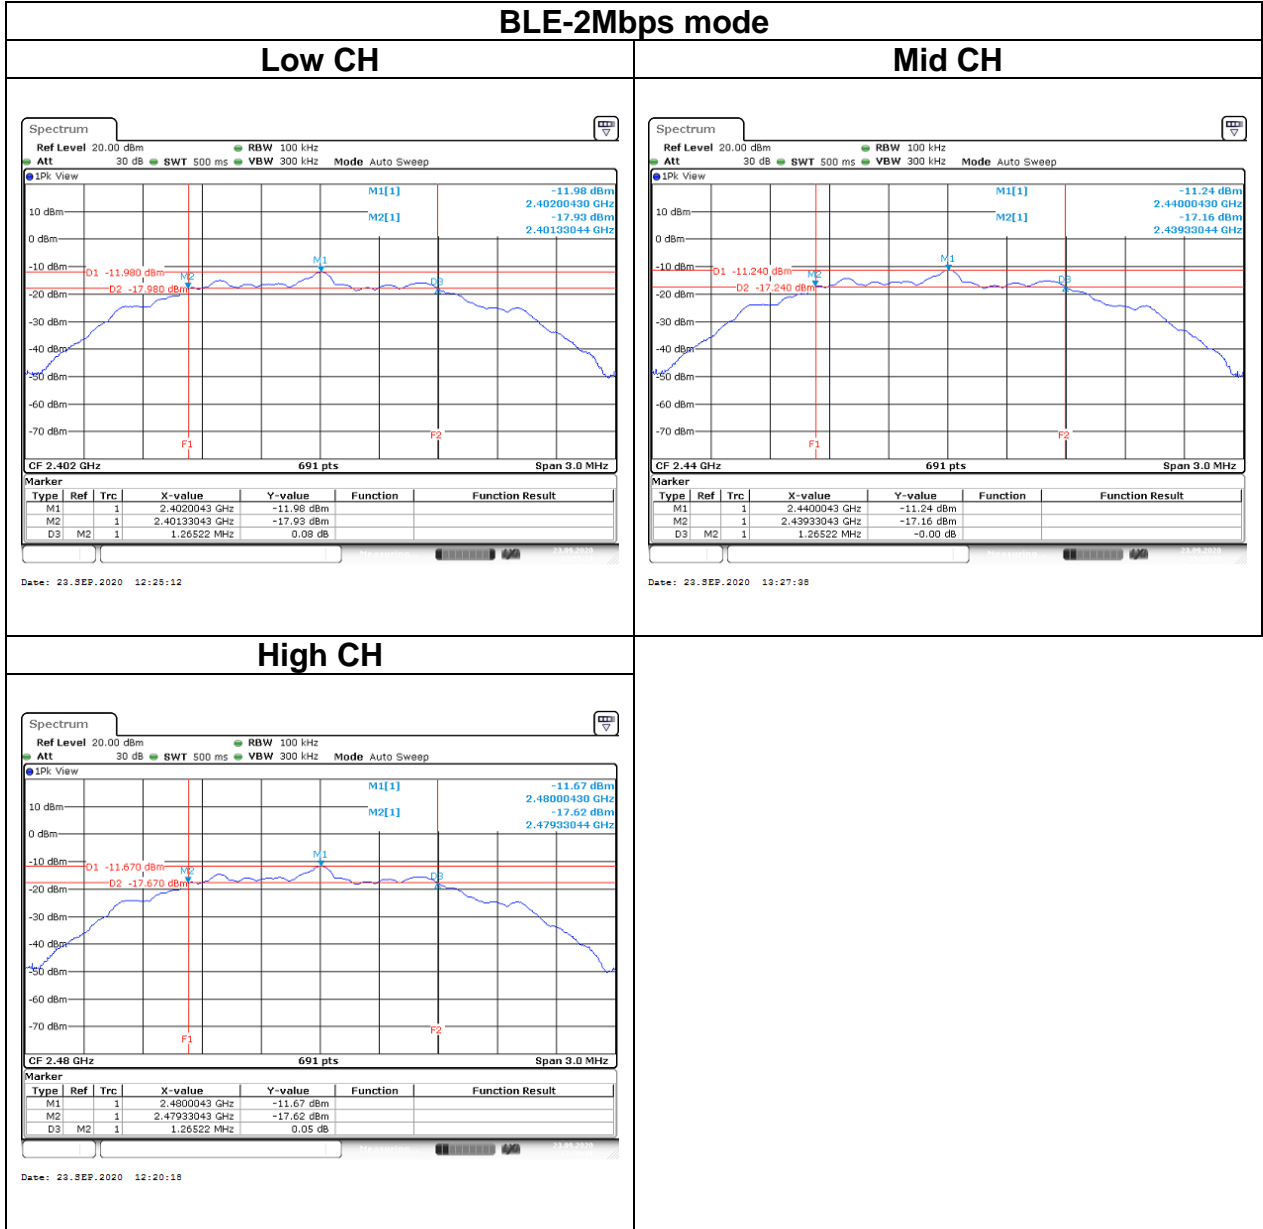 BLE-2Mbps mode
Low CH
Mid CH
Spectrum
Ref Level 20.00 dBm RBW 100 kHz
Att 30 dB SWT 500 ms VBW 300 kHz Mode Auto Sweep
1Pk View
M1[1] -11.98 dBm
2.40200430 GHz
M2[1] -17.93 dBm
2.40133044 GHz
10 dBm
0 dBm
M1
-10 dBm
D1 -11.980 dBm
M2
D3
D2 -17.980 dBm
-20 dBm
-30 dBm
-40 dBm
-50 dBm
-60 dBm
-70 dBm
F1
F2
CF 2.402 GHz 691 pts Span 3.0 MHz
Marker
Type Ref Trc X-value Y-value Function Function Result
M1 1 2.4020043 GHz -11.98 dBm
M2 1 2.40133043 GHz -17.93 dBm
D3 M2 1 1.26522 MHz 0.08 dB
Date: 23.SEP.2020 12:25:12
Spectrum
Ref Level 20.00 dBm RBW 100 kHz
Att 30 dB SWT 500 ms VBW 300 kHz Mode Auto Sweep
1Pk View
M1[1] -11.24 dBm
2.44000430 GHz
M2[1] -17.16 dBm
2.43933044 GHz
10 dBm
0 dBm
M1
-10 dBm
D1 -11.240 dBm
M2
D3
D2 -17.240 dBm
-20 dBm
-30 dBm
-40 dBm
-50 dBm
-60 dBm
-70 dBm
F1
F2
CF 2.44 GHz 691 pts Span 3.0 MHz
Marker
Type Ref Trc X-value Y-value Function Function Result
M1 1 2.4400043 GHz -11.24 dBm
M2 1 2.43933043 GHz -17.16 dBm
D3 M2 1 1.26522 MHz -0.00 dB
Date: 23.SEP.2020 13:27:38
High CH
Spectrum
Ref Level 20.00 dBm RBW 100 kHz
Att 30 dB SWT 500 ms VBW 300 kHz Mode Auto Sweep
1Pk View
M1[1] -11.67 dBm
2.48000430 GHz
M2[1] -17.62 dBm
2.47933044 GHz
10 dBm
0 dBm
M1
-10 dBm
D1 -11.670 dBm
M2
D3
D2 -17.670 dBm
-20 dBm
-30 dBm
-40 dBm
-50 dBm
-60 dBm
-70 dBm
F1
F2
CF 2.48 GHz 691 pts Span 3.0 MHz
Marker
Type Ref Trc X-value Y-value Function Function Result
M1 1 2.4800043 GHz -11.67 dBm
M2 1 2.47933043 GHz -17.62 dBm
D3 M2 1 1.26522 MHz 0.05 dB
Date: 23.SEP.2020 12:20:18